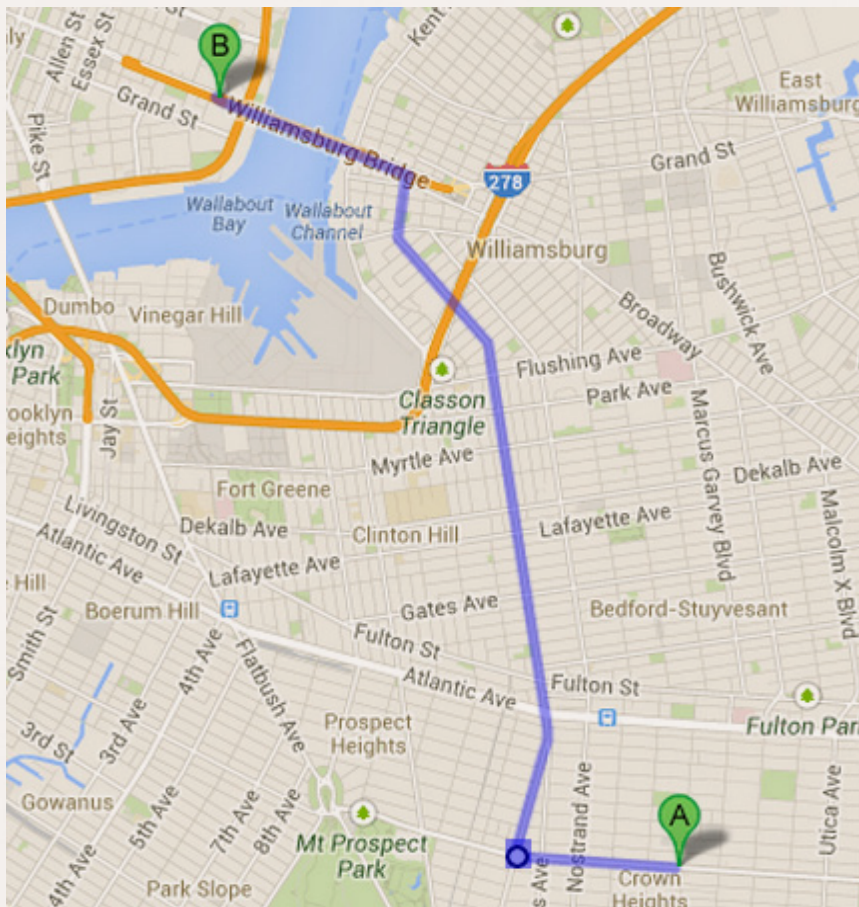 Kent
Allen St
Essex St
B
Grand St
Pike St
Williamsburg Bridge
East
Williamsburg
Grand St
278
Wallabout
Bay
Wallabout
Channel
Williamsburg
Bushwick Ave
Dumbo
Vinegar Hill
Broadway
Park
Flushing Ave
Park Ave
Classon
Triangle
Heights
Jay St
Marcus Garvey Blvd
Myrtle Ave
Dekalb Ave
Fort Greene
Malcolm X Blvd
Livingston St
Dekalb Ave
Clinton Hill
Lafayette Ave
Atlantic Ave
Lafayette Ave
Hill
Boerum Hill
Gates Ave
Bedford-Stuyvesant
Smith St
4th Ave
Flatbush Ave
Fulton St
Atlantic Ave
Fulton St
3rd Ave
Prospect
Heights
Fulton Park
3rd St
Nostrand Ave
Utica Ave
A
Gowanus
5th Ave
7th Ave
8th Ave
Mt Prospect
Park
4th Ave
Park Slope
s Ave
Crown
Heights